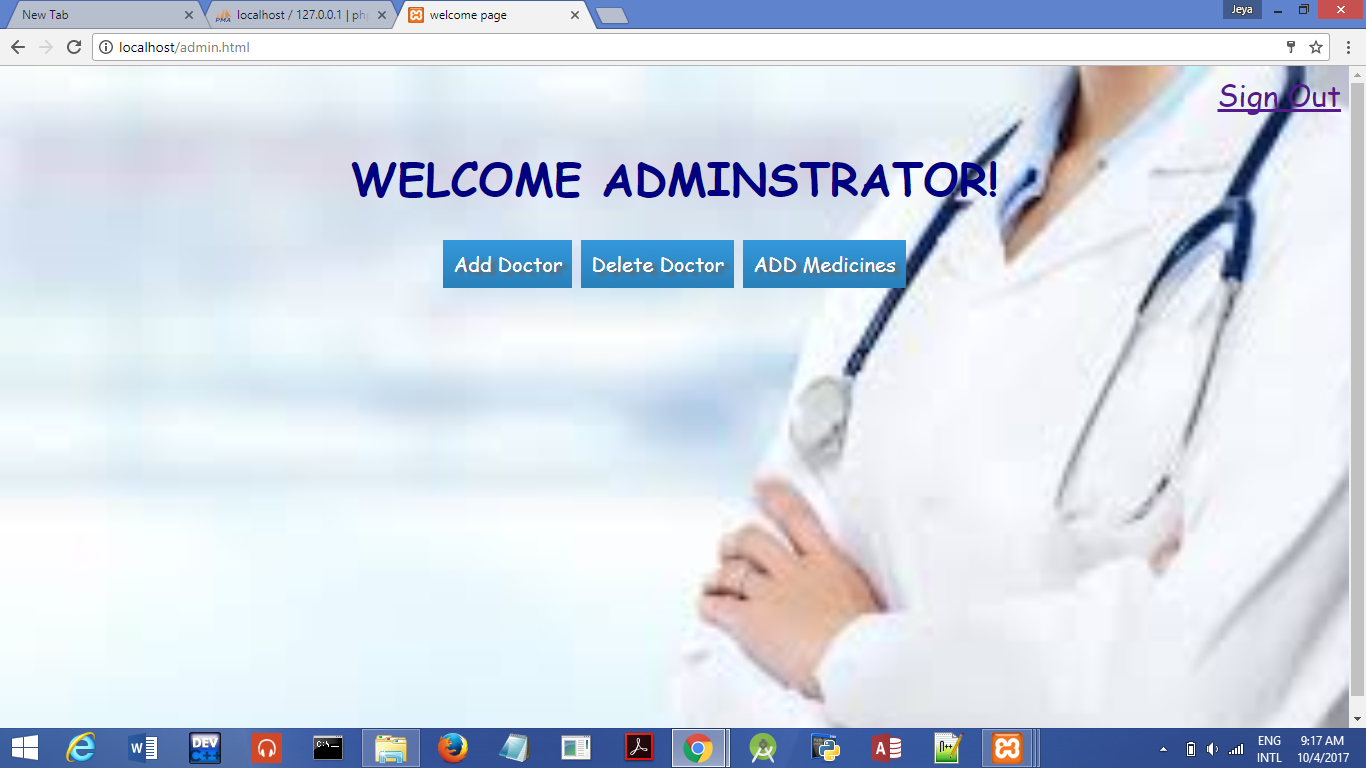 New Tab
localhost / 127.0.0.1 | ph
welcome page
Jeya
localhost/admin.html
Sign Out
WELCOME ADMINSTRATOR!
Add Doctor
Delete Doctor
ADD Medicines
ENG
INTL
9:17 AM
10/4/2017